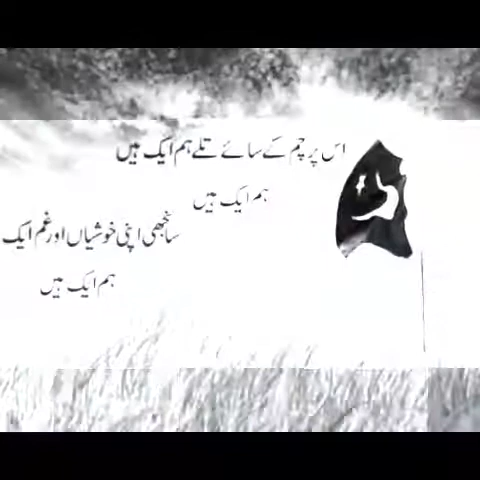 اس پرچم کے سائے تلے ہم ایک ہیں
ہم ایک ہیں
سانجھی اپنی خوشیاں اور غم ایک
ہم ایک ہیں